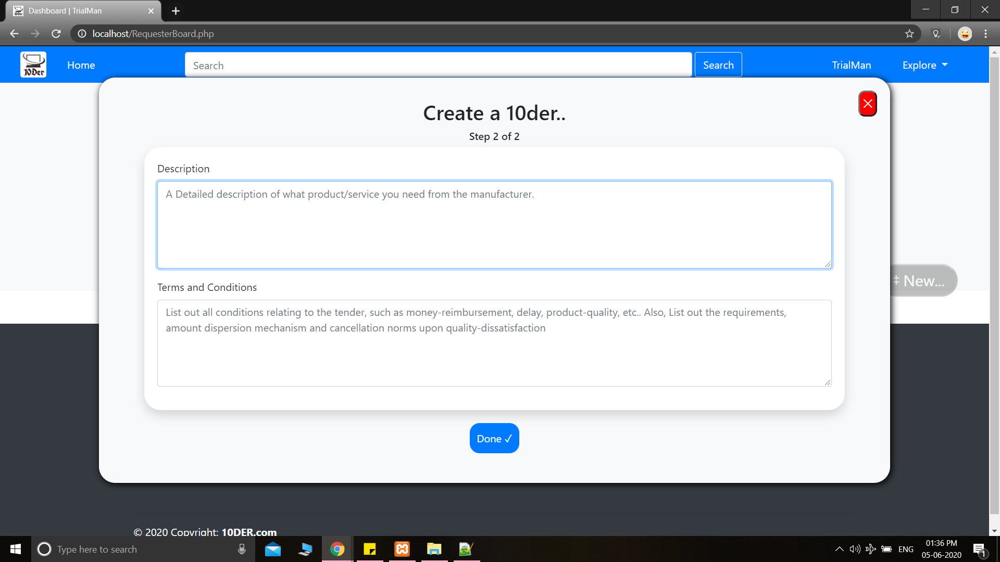 Dashboard | TrialMan
localhost/RequesterBoard.php
10Der
Home
Search
Search
TrialMan
Explore
Create a 10der..
Step 2 of 2
Description
A Detailed description of what product/service you need from the manufacturer.
New...
Terms and Conditions
List out all conditions relating to the tender, such as money-reimbursement, delay, product-quality, etc.. Also, List out the requirements,
amount dispersion mechanism and cancellation norms upon quality-dissatisfaction
Done ✓
© 2020 Copyright: 10DER.com
Type here to search
ENG
01:36 PM
05-06-2020
1